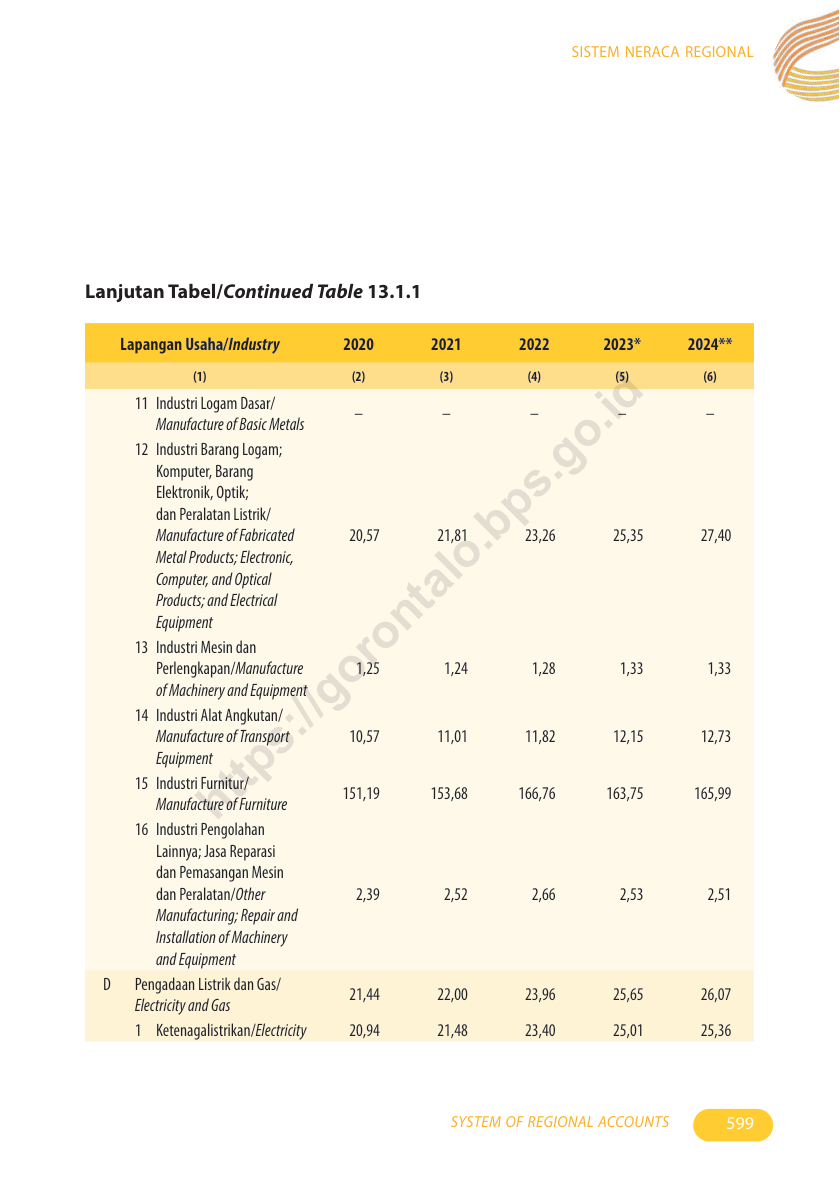 SISTEM NERACA REGIONAL
Lanjutan Tabel/Continued Table 13.1.1
Lapangan Usaha/Industry 2020 2021 2022 2023* 2024**
(1) (2) (3) (4) (5) (6)
11 Industri Logam Dasar/
Manufacture of Basic Metals – – – – –
12 Industri Barang Logam;
Komputer, Barang
Elektronik, Optik;
dan Peralatan Listrik/
Manufacture of Fabricated 20,57 21,81 23,26 25,35 27,40
Metal Products; Electronic,
Computer, and Optical
Products; and Electrical
Equipment
13 Industri Mesin dan
Perlengkapan/Manufacture 1,25 1,24 1,28 1,33 1,33
of Machinery and Equipment
14 Industri Alat Angkutan/
Manufacture of Transport 10,57 11,01 11,82 12,15 12,73
Equipment
15 Industri Furnitur/
Manufacture of Furniture 151,19 153,68 166,76 163,75 165,99
16 Industri Pengolahan
Lainnya; Jasa Reparasi
dan Pemasangan Mesin
dan Peralatan/Other 2,39 2,52 2,66 2,53 2,51
Manufacturing; Repair and
Installation of Machinery
and Equipment
D Pengadaan Listrik dan Gas/
Electricity and Gas 21,44 22,00 23,96 25,65 26,07
1 Ketenagalistrikan/Electricity 20,94 21,48 23,40 25,01 25,36
https://gorontalo.bps.go.id
SYSTEM OF REGIONAL ACCOUNTS 599